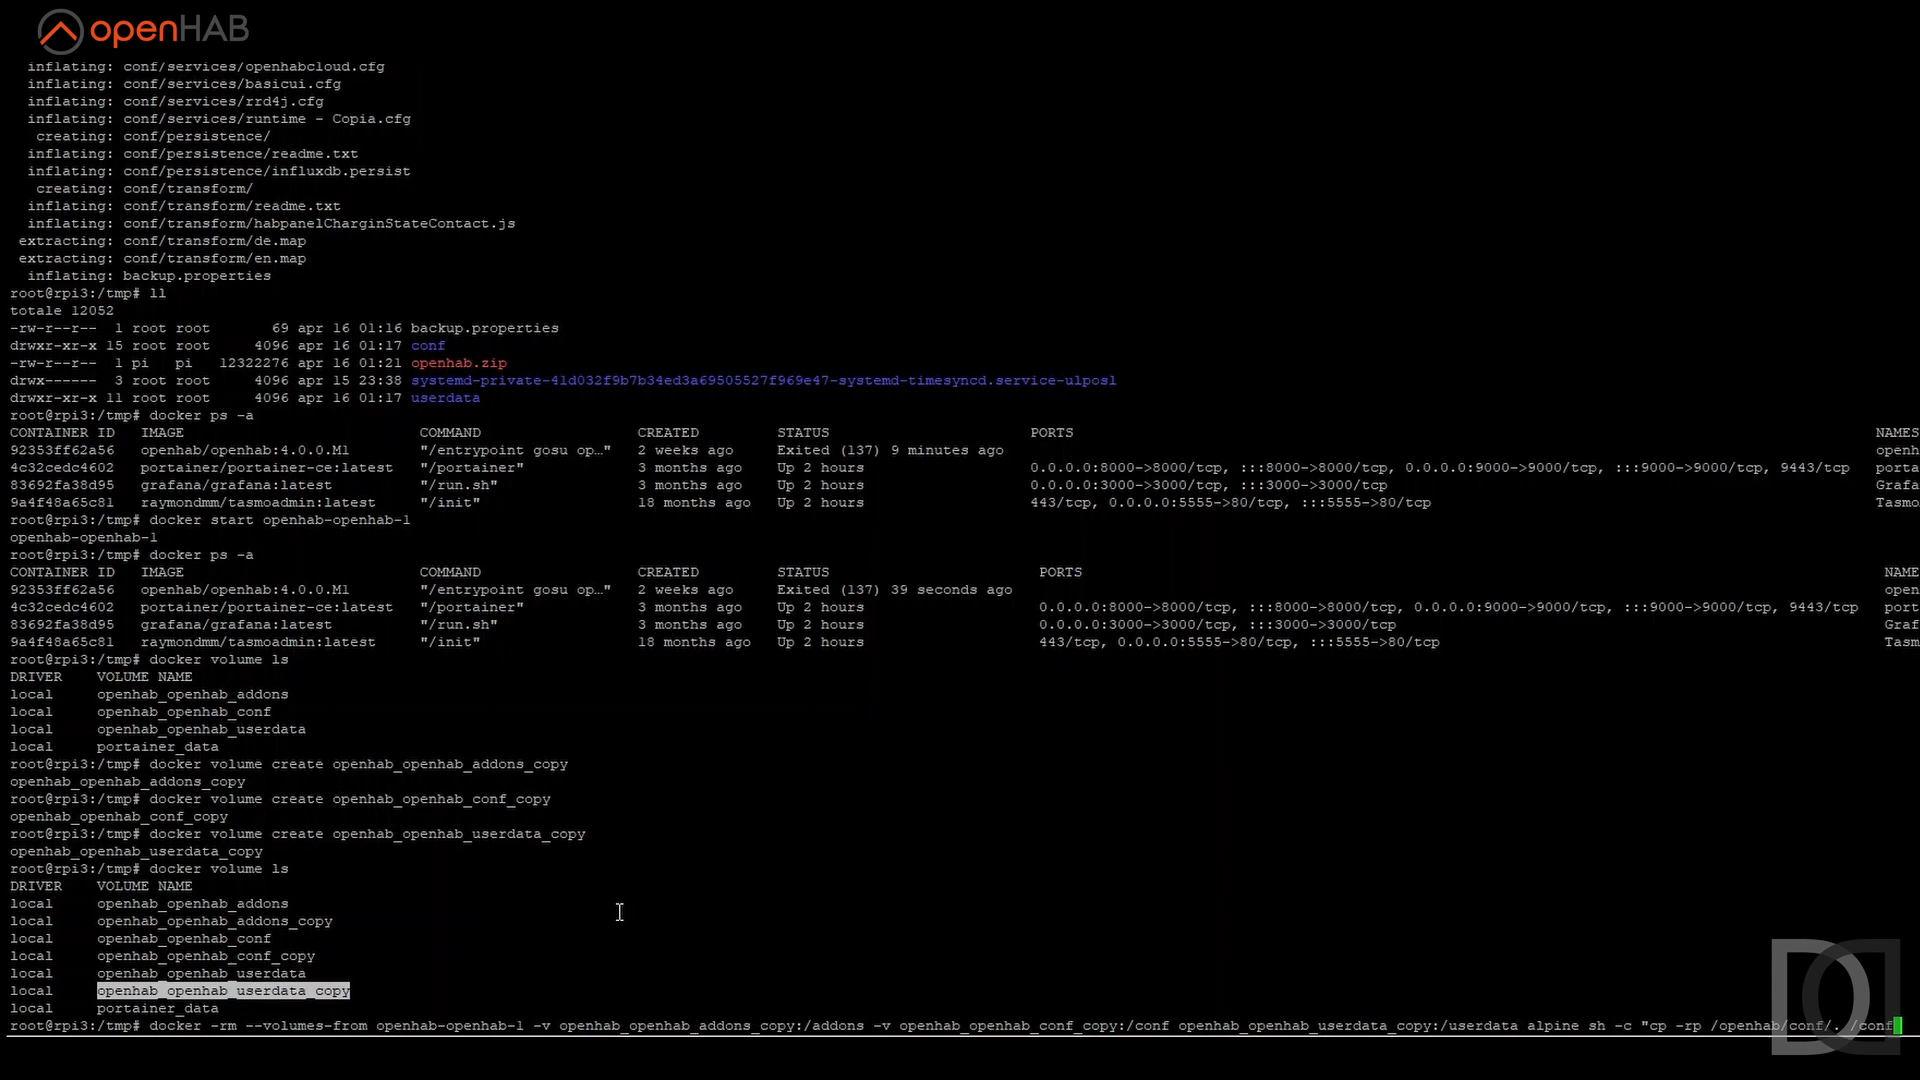 openHAB
inflating: conf/services/openhabcloud.cfg
inflating: conf/services/basicui.cfg
inflating: conf/services/rrd4j.cfg
inflating: conf/services/runtime - Copia.cfg
creating: conf/persistence/
inflating: conf/persistence/readme.txt
inflating: conf/persistence/influxdb.persist
creating: conf/transform/
inflating: conf/transform/readme.txt
inflating: conf/transform/habpanelCharginStateContact.js
extracting: conf/transform/de.map
extracting: conf/transform/en.map
inflating: backup.properties
root@rpi3:/tmp# ll
totale 12052
-rw-r--r-- 1 root root 69 apr 16 01:16 backup.properties
drwxr-xr-x 15 root root 4096 apr 16 01:17 conf
-rw-r--r-- 1 pi pi 12322276 apr 16 01:21 openhab.zip
drwx------ 3 root root 4096 apr 15 23:38 systemd-private-41d032f9b7b34ed3a69505527f969e47-systemd-timesyncd.service-ulposl
drwxr-xr-x 11 root root 4096 apr 16 01:17 userdata
root@rpi3:/tmp# docker ps -a
CONTAINER ID IMAGE COMMAND CREATED STATUS PORTS NAMES
92353ff62a56 openhab/openhab:4.0.0.M1 "/entrypoint gosu op…" 2 weeks ago Exited (137) 9 minutes ago openh
4c32cedc4602 portainer/portainer-ce:latest "/portainer" 3 months ago Up 2 hours 0.0.0.0:8000->8000/tcp, :::8000->8000/tcp, 0.0.0.0:9000->9000/tcp, :::9000->9000/tcp, 9443/tcp porta
83692fa38d95 grafana/grafana:latest "/run.sh" 3 months ago Up 2 hours 0.0.0.0:3000->3000/tcp, :::3000->3000/tcp Grafa
9a4f48a65c81 raymondmm/tasmoadmin:latest "/init" 18 months ago Up 2 hours 443/tcp, 0.0.0.0:5555->80/tcp, :::5555->80/tcp Tasmo
root@rpi3:/tmp# docker start openhab-openhab-1
openhab-openhab-1
root@rpi3:/tmp# docker ps -a
CONTAINER ID IMAGE COMMAND CREATED STATUS PORTS NAME
92353ff62a56 openhab/openhab:4.0.0.M1 "/entrypoint gosu op…" 2 weeks ago Exited (137) 39 seconds ago open
4c32cedc4602 portainer/portainer-ce:latest "/portainer" 3 months ago Up 2 hours 0.0.0.0:8000->8000/tcp, :::8000->8000/tcp, 0.0.0.0:9000->9000/tcp, :::9000->9000/tcp, 9443/tcp port
83692fa38d95 grafana/grafana:latest "/run.sh" 3 months ago Up 2 hours 0.0.0.0:3000->3000/tcp, :::3000->3000/tcp Graf
9a4f48a65c81 raymondmm/tasmoadmin:latest "/init" 18 months ago Up 2 hours 443/tcp, 0.0.0.0:5555->80/tcp, :::5555->80/tcp Tasm
root@rpi3:/tmp# docker volume ls
DRIVER VOLUME NAME
local openhab_openhab_addons
local openhab_openhab_conf
local openhab_openhab_userdata
local portainer_data
root@rpi3:/tmp# docker volume create openhab_openhab_addons_copy
openhab_openhab_addons_copy
root@rpi3:/tmp# docker volume create openhab_openhab_conf_copy
openhab_openhab_conf_copy
root@rpi3:/tmp# docker volume create openhab_openhab_userdata_copy
openhab_openhab_userdata_copy
root@rpi3:/tmp# docker volume ls
DRIVER VOLUME NAME
local openhab_openhab_addons
local openhab_openhab_addons_copy
local openhab_openhab_conf
local openhab_openhab_conf_copy
local openhab_openhab_userdata
local openhab_openhab_userdata_copy
local portainer_data
root@rpi3:/tmp# docker -rm --volumes-from openhab-openhab-1 -v openhab_openhab_addons_copy:/addons -v openhab_openhab_conf_copy:/conf openhab_openhab_userdata_copy:/userdata alpine sh -c "cp -rp /openhab/conf/. /conf